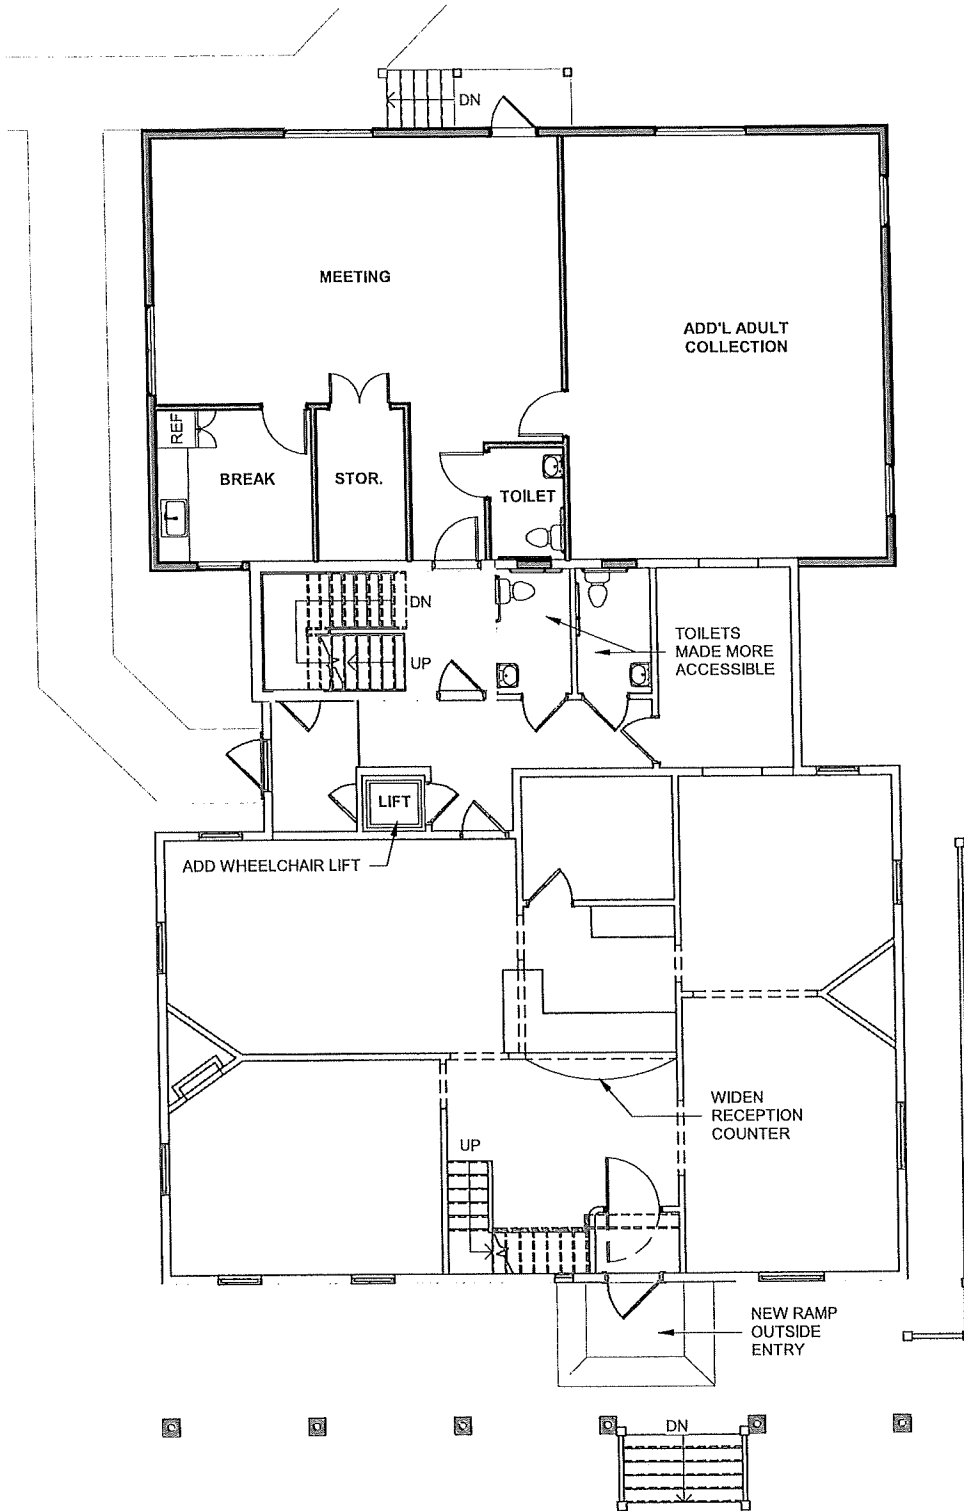 DN
MEETING
ADD'L ADULT
COLLECTION
REF
BREAK
STOR.
TOILET
DN
UP
TOILETS
MADE MORE
ACCESSIBLE
LIFT
ADD WHEELCHAIR LIFT
WIDEN
RECEPTION
COUNTER
UP
NEW RAMP
OUTSIDE
ENTRY
DN